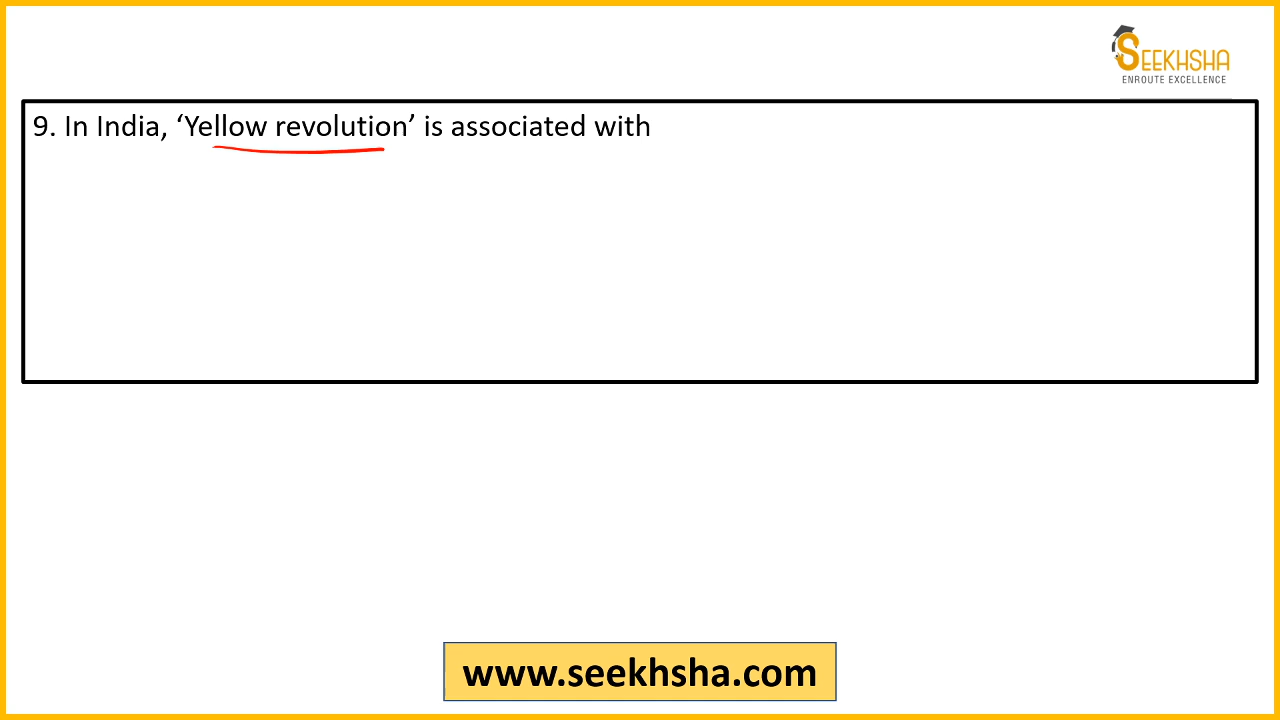 SEEKHSHA
ENROUTE EXCELLENCE
9. In India, ‘Yellow revolution’ is associated with
www.seekhsha.com